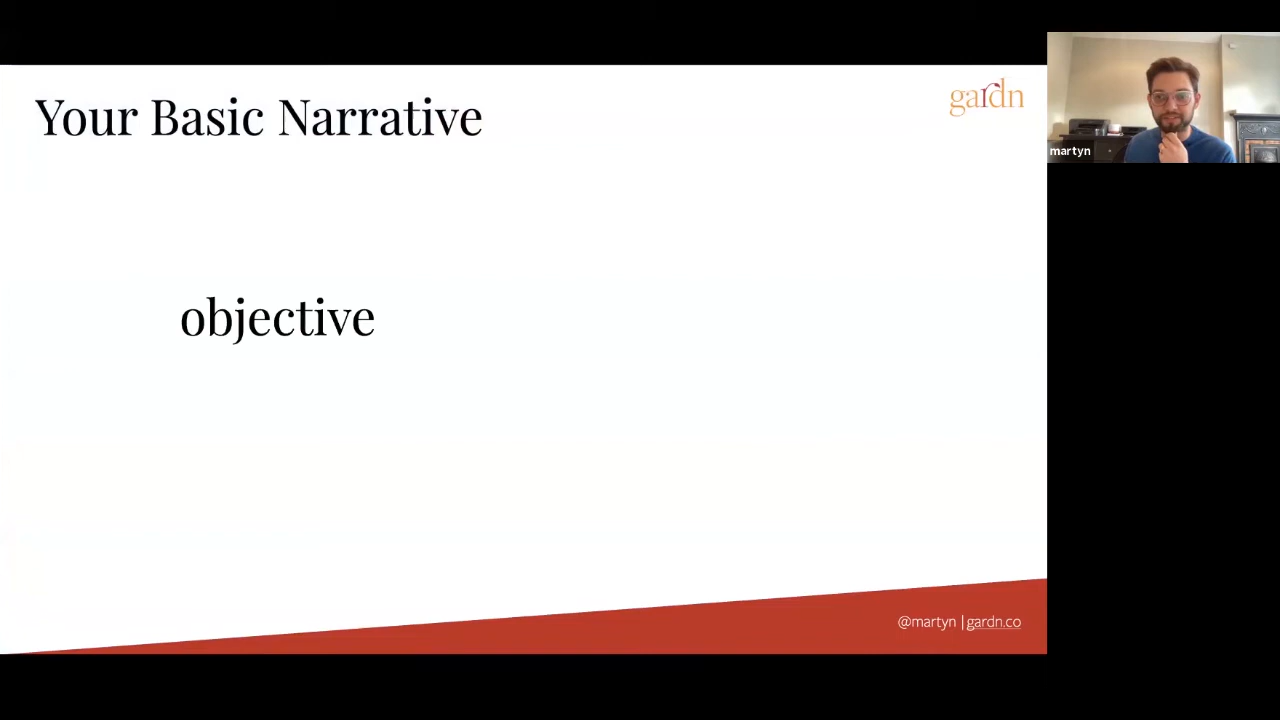 Your Basic Narrative
gardn
martyn
objective
@martyn | gardn.co